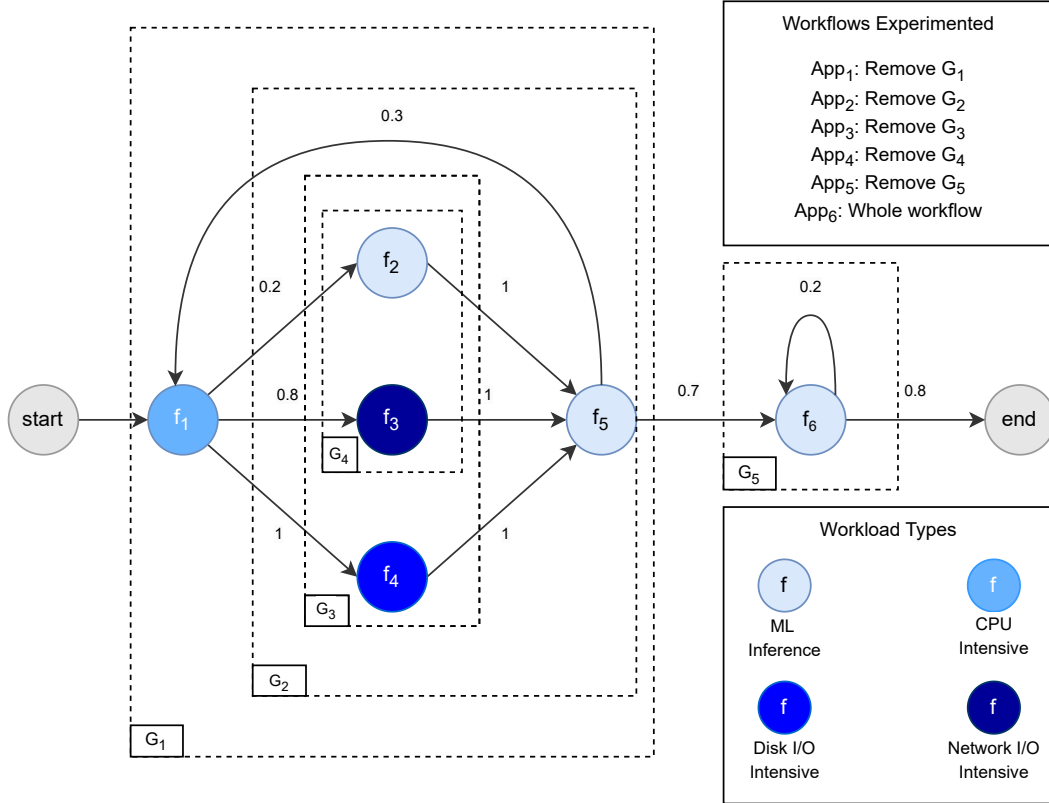 Workflows Experimented
App1: Remove G1
App2: Remove G2
App3: Remove G3
App4: Remove G4
App5: Remove G5
App6: Whole workflow
0.3
0.2
f2
1
0.2
start
f1
0.8
f3
1
f5
0.7
f6
0.8
end
G4
G5
1
f4
1
G3
G2
G1
Workload Types
f
f
ML
Inference
CPU
Intensive
f
f
Disk I/O
Intensive
Network I/O
Intensive